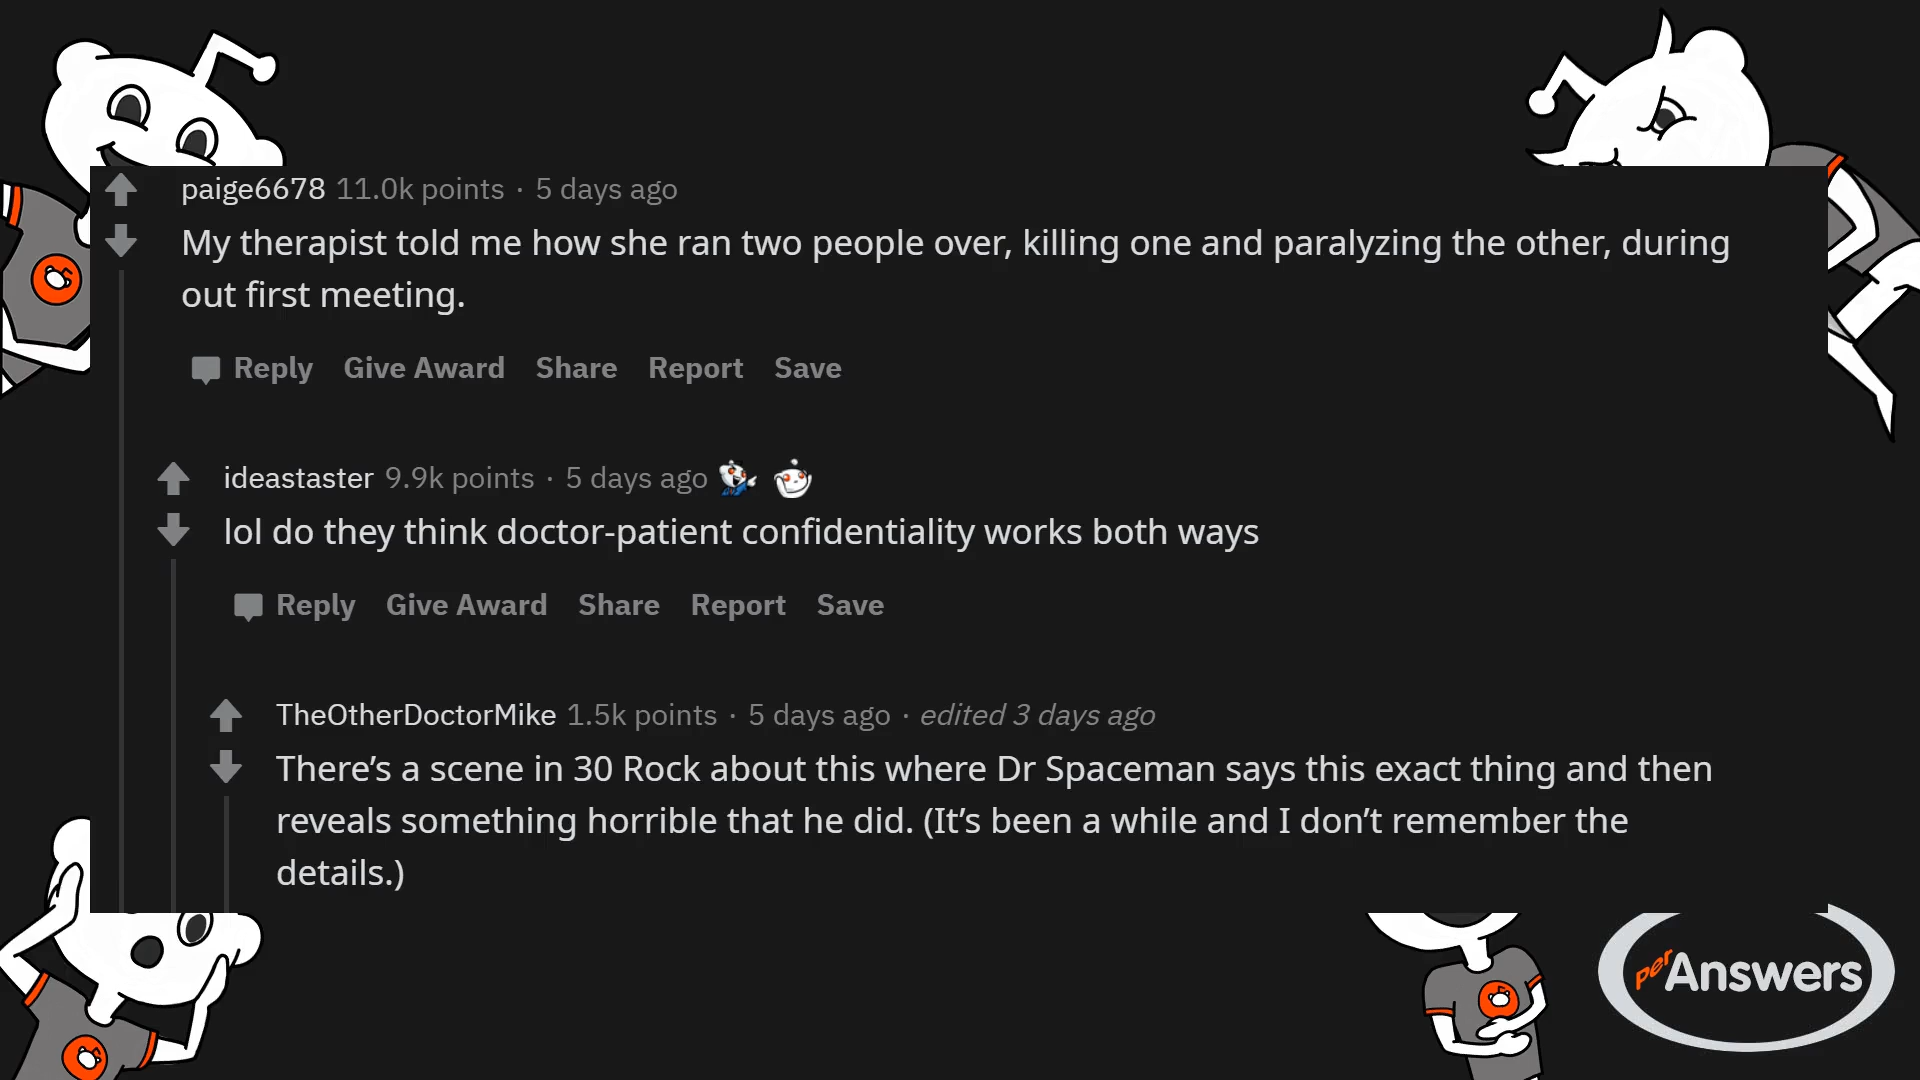 paige6678 11.0k points · 5 days ago
My therapist told me how she ran two people over, killing one and paralyzing the other, during
out first meeting.
Reply Give Award Share Report Save
ideastaster 9.9k points · 5 days ago
lol do they think doctor-patient confidentiality works both ways
Reply Give Award Share Report Save
TheOtherDoctorMike 1.5k points · 5 days ago · edited 3 days ago
There’s a scene in 30 Rock about this where Dr Spaceman says this exact thing and then
reveals something horrible that he did. (It’s been a while and I don’t remember the
details.)
perAnswers